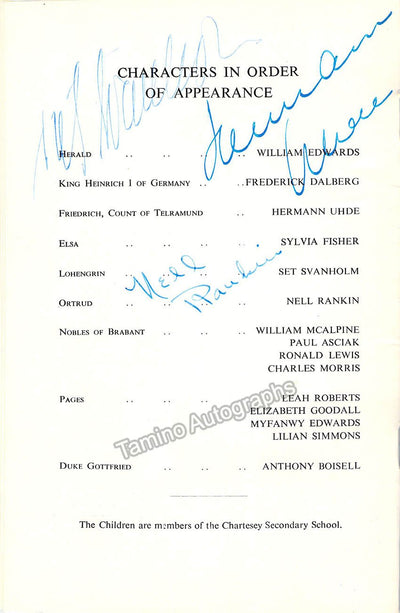 CHARACTERS IN ORDER
OF APPEARANCE
Hermann
Uhde
HERALD .. .. .. WILLIAM EDWARDS
KING HEINRICH I OF GERMANY .. .. FREDERICK DALBERG
FRIEDRICH, COUNT OF TELRAMUND .. HERMANN UHDE
ELSA .. .. .. .. SYLVIA FISHER
LOHENGRIN .. .. .. SET SVANHOLM
Nell
Rankin
ORTRUD .. .. .. NELL RANKIN
NOBLES OF BRABANT .. .. WILLIAM MCALPINE
PAUL ASCIAK
RONALD LEWIS
CHARLES MORRIS
PAGES .. .. .. LEAH ROBERTS
ELIZABETH GOODALL
MYFANWY EDWARDS
LILIAN SIMMONS
Tamino Autographs
DUKE GOTTFRIED .. .. .. ANTHONY BOISELL
The Children are members of the Chartesey Secondary School.